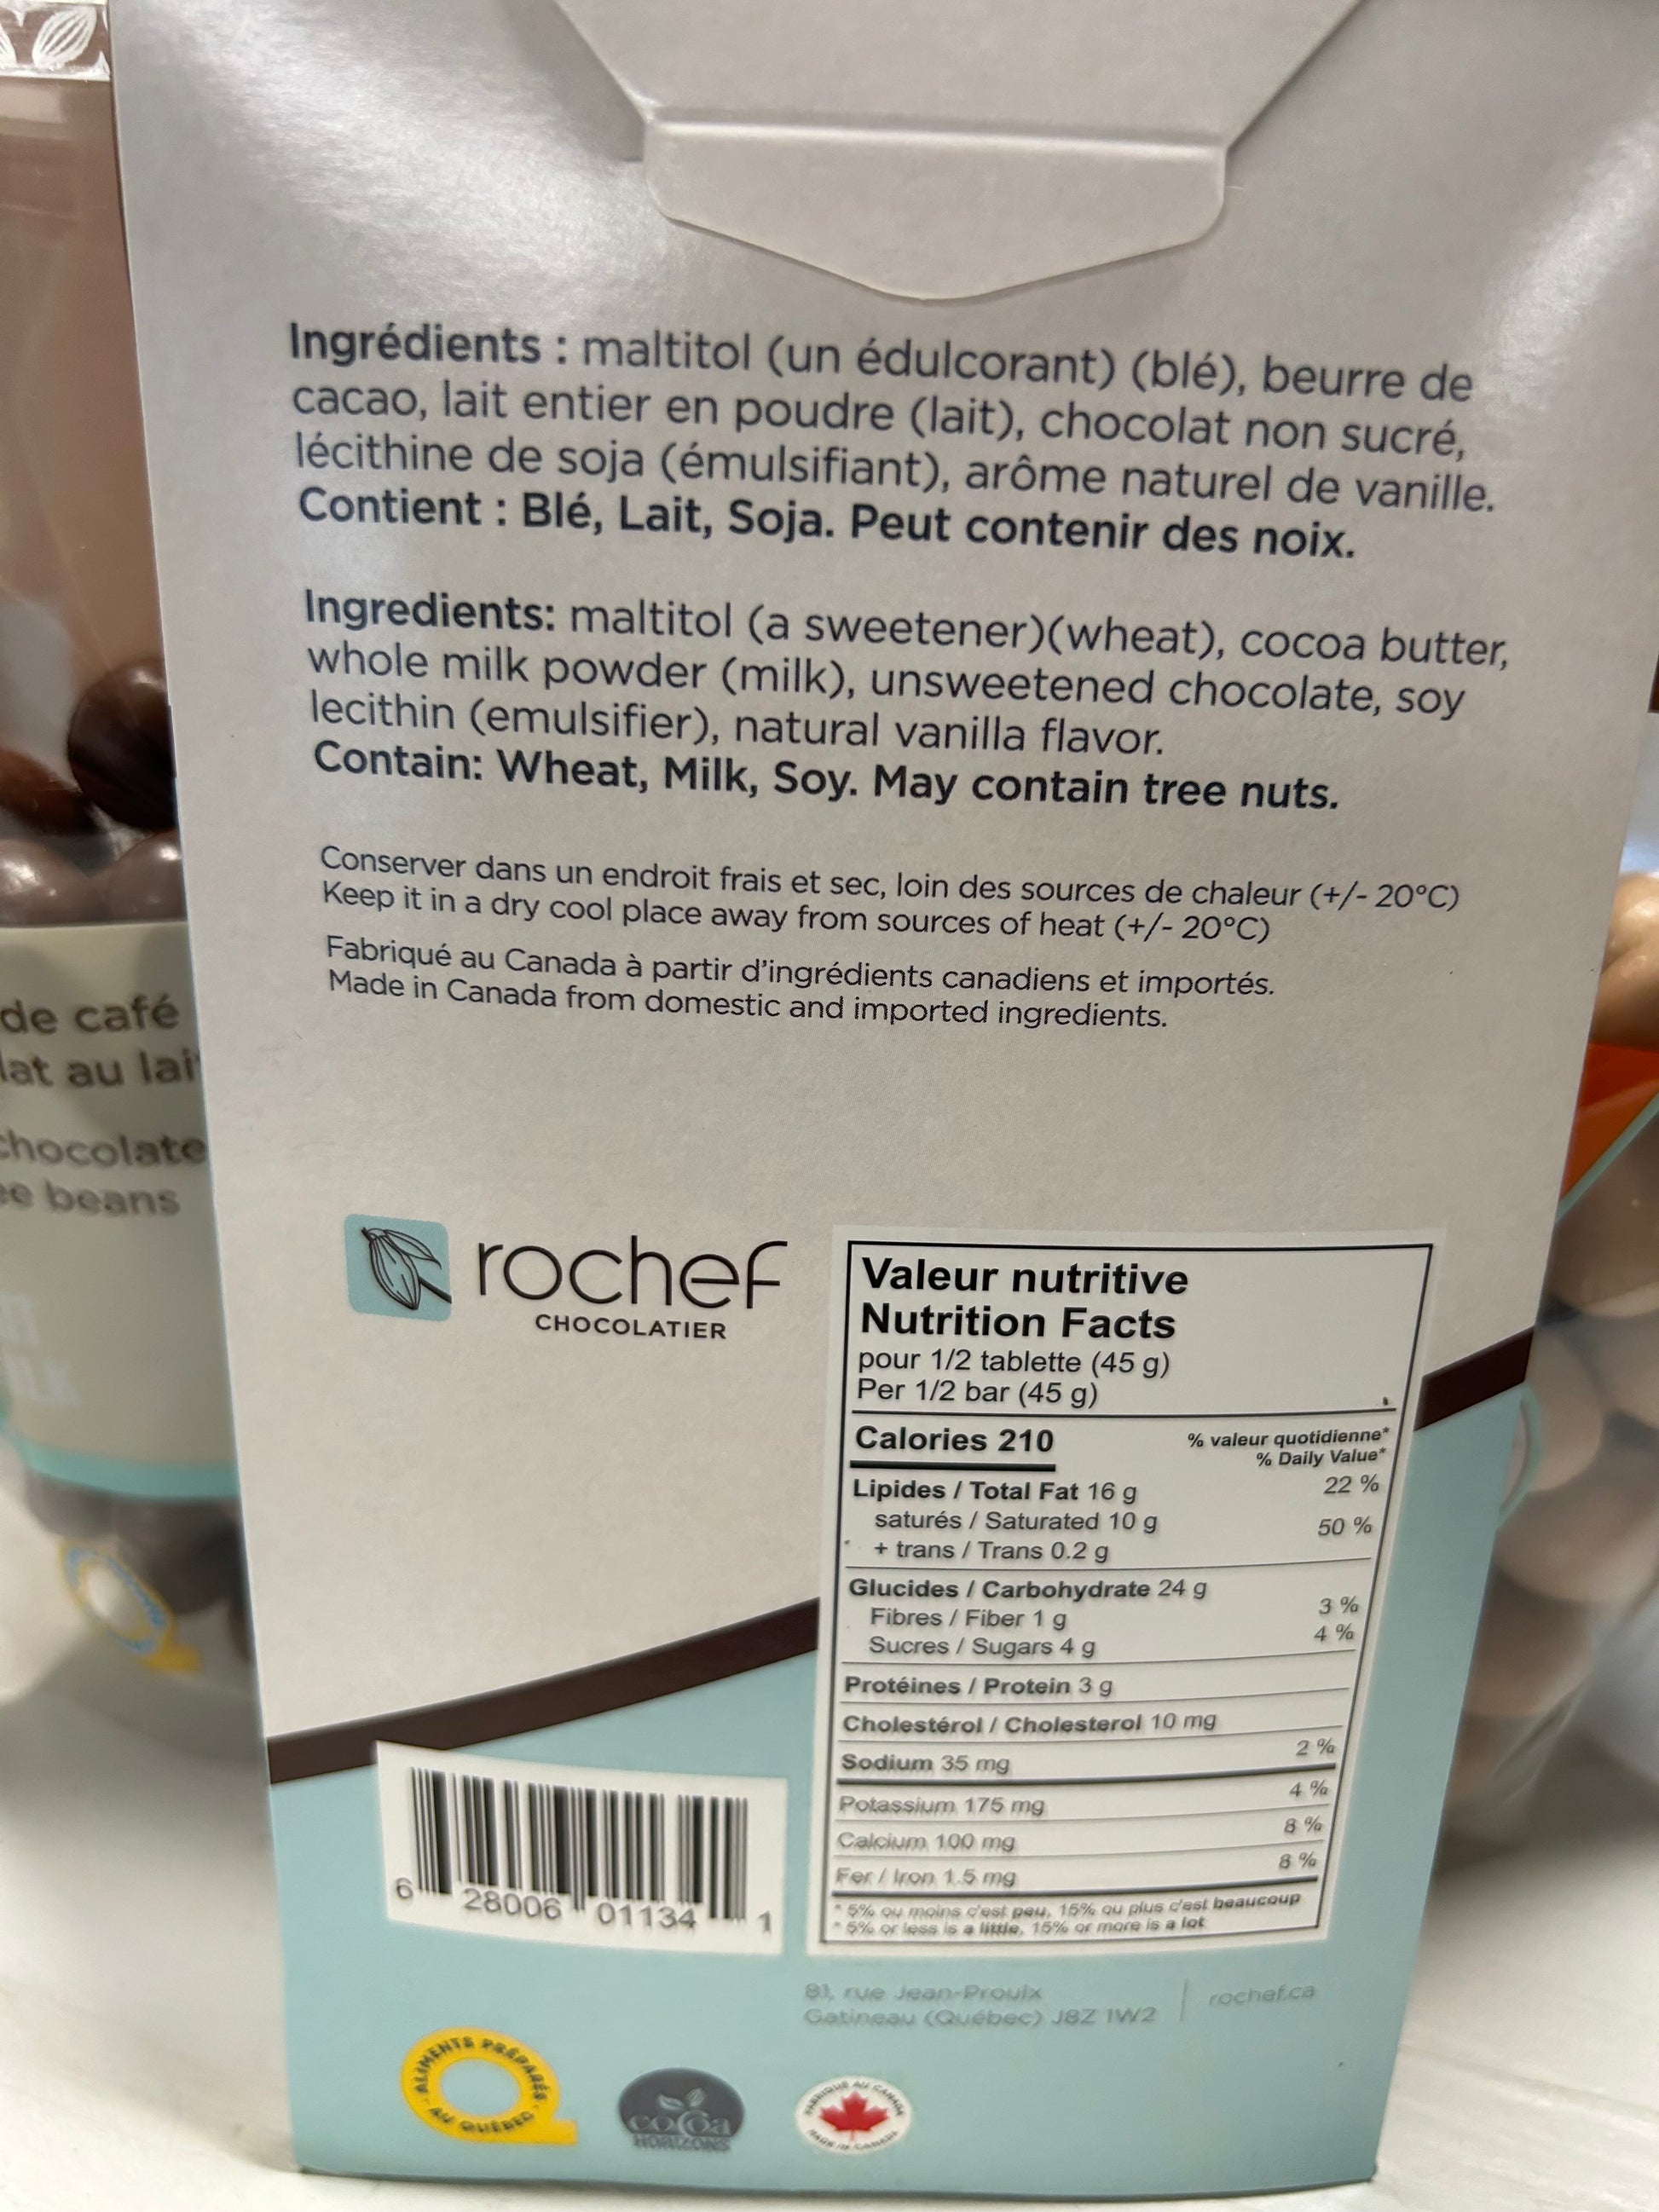 Ingrédients : maltitol (un édulcorant) (blé), beurre de
cacao, lait entier en poudre (lait), chocolat non sucré,
lécithine de soja (émulsifiant), arôme naturel de vanille.
Contient : Blé, Lait, Soja. Peut contenir des noix.
Ingredients: maltitol (a sweetener)(wheat), cocoa butter,
whole milk powder (milk), unsweetened chocolate, soy
lecithin (emulsifier), natural vanilla flavor.
Contain: Wheat, Milk, Soy. May contain tree nuts.
Conserver dans un endroit frais et sec, loin des sources de chaleur (+/- 20°C)
Keep it in a dry cool place away from sources of heat (+/- 20°C)
Fabriqué au Canada à partir d'ingrédients canadiens et importés.
Made in Canada from domestic and imported ingredients.
de café
lat au lai
chocolate
ee beans
rochef
CHOCOLATIER
Valeur nutritive
Nutrition Facts
pour 1/2 tablette (45 g)
Per 1/2 bar (45 g)
Calories 210 % valeur quotidienne*
% Daily Value*
Lipides / Total Fat 16 g 22 %
saturés / Saturated 10 g 50 %
+ trans / Trans 0.2 g
Glucides / Carbohydrate 24 g
Fibres / Fiber 1 g 3 %
Sucres / Sugars 4 g 4 %
Protéines / Protein 3 g
Cholestérol / Cholesterol 10 mg
Sodium 35 mg 2 %
Potassium 175 mg 4 %
Calcium 100 mg 8 %
Fer / Iron 1.5 mg 8 %
* 5% ou moins c'est peu, 15% ou plus c'est beaucoup
* 5% or less is a little, 15% or more is a lot
6 28006 01134 1
81, rue Jean-Proulx
Gatineau (Québec) J8Z 1W2
rochef.ca
ALIMENTS PRÉPARÉS
AU QUÉBEC
cocoa
HORIZONS
FABRIQUÉ AU CANADA
MADE IN CANADA